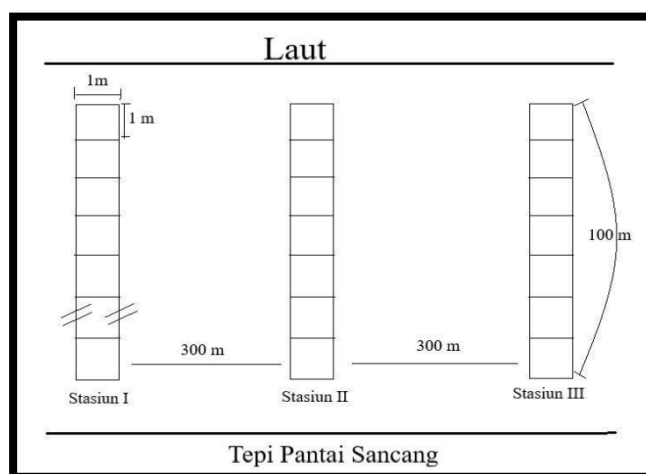 Laut
1m
1 m
100 m
300 m
300 m
Stasiun I
Stasiun II
Stasiun III
Tepi Pantai Sancang